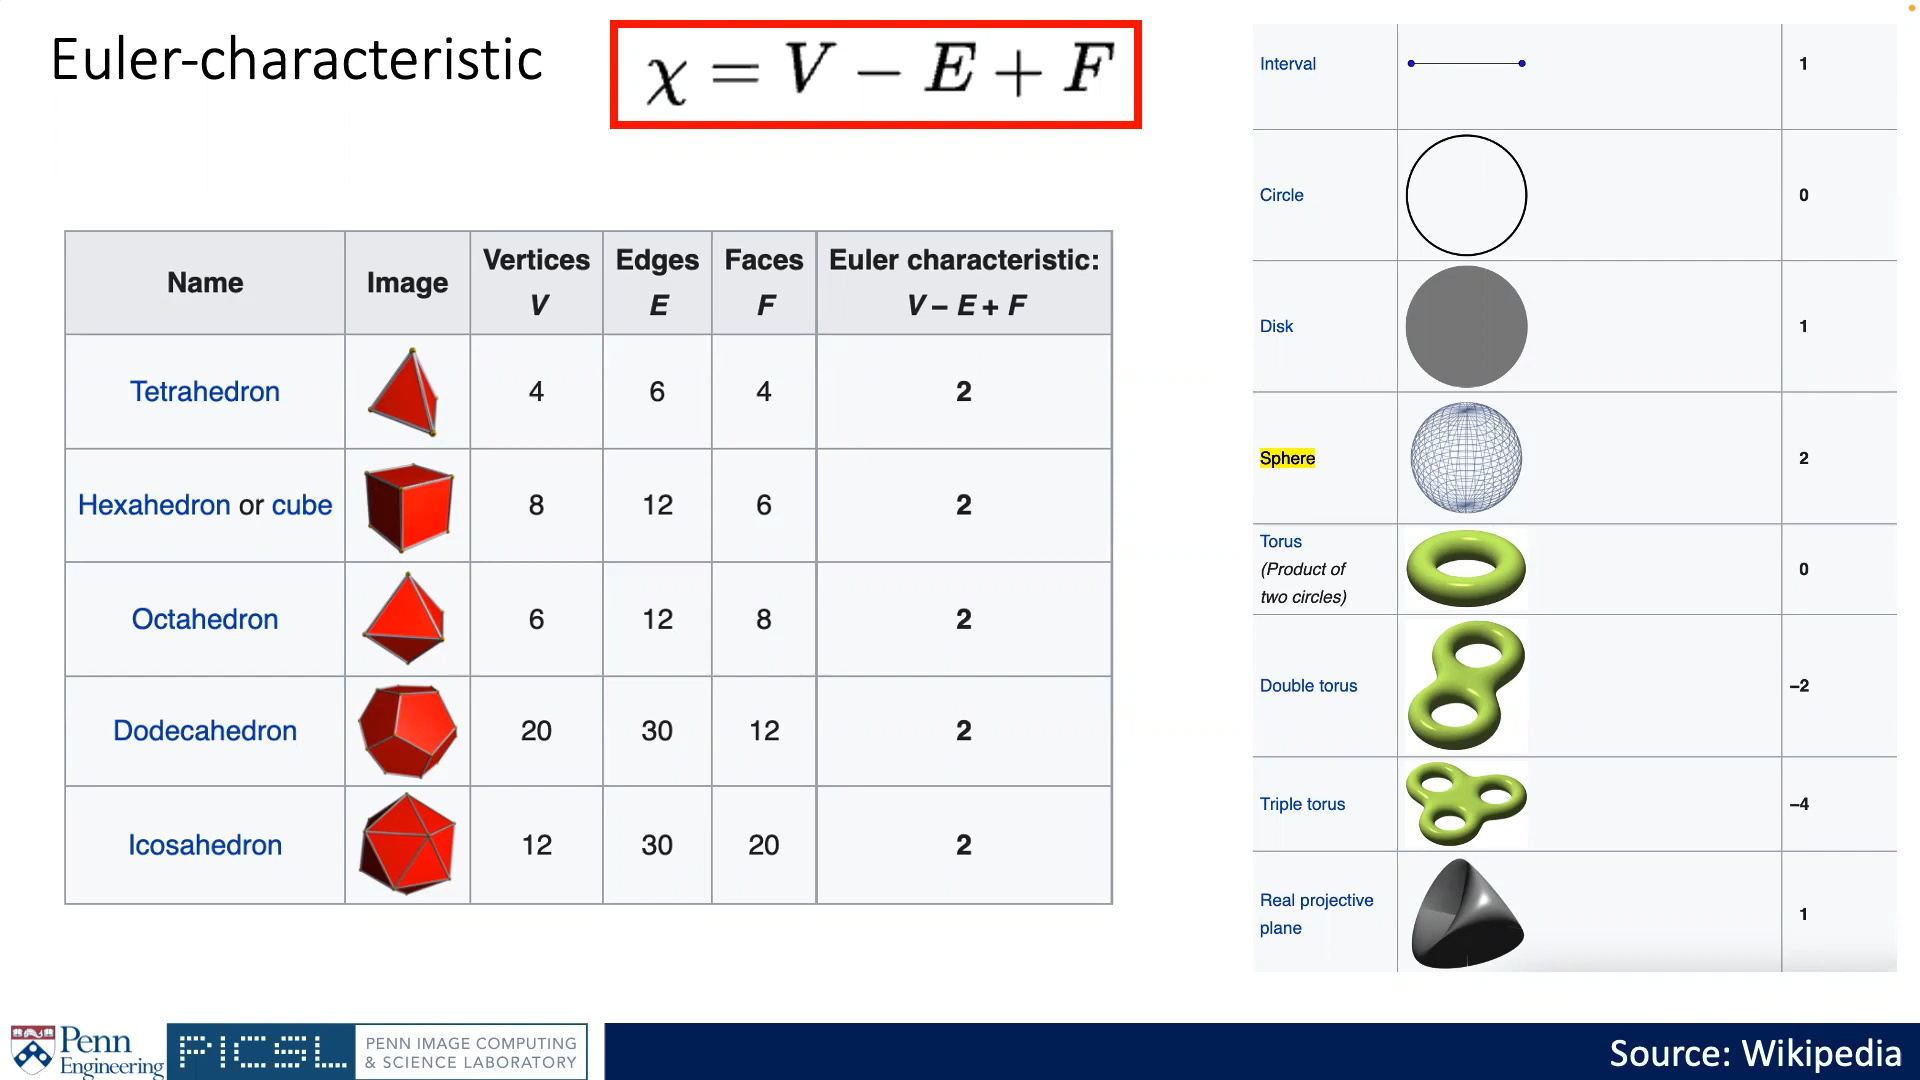 Euler-characteristic
χ = V − E + F
Name Image Vertices V Edges E Faces F Euler characteristic: V − E + F
Tetrahedron 4 6 4 2
Hexahedron or cube 8 12 6 2
Octahedron 6 12 8 2
Dodecahedron 20 30 12 2
Icosahedron 12 30 20 2
Interval 1
Circle 0
Disk 1
Sphere 2
Torus
(Product of
two circles) 0
Double torus −2
Triple torus −4
Real projective
plane 1
Penn
Engineering
PICSL
PENN IMAGE COMPUTING
& SCIENCE LABORATORY
Source: Wikipedia